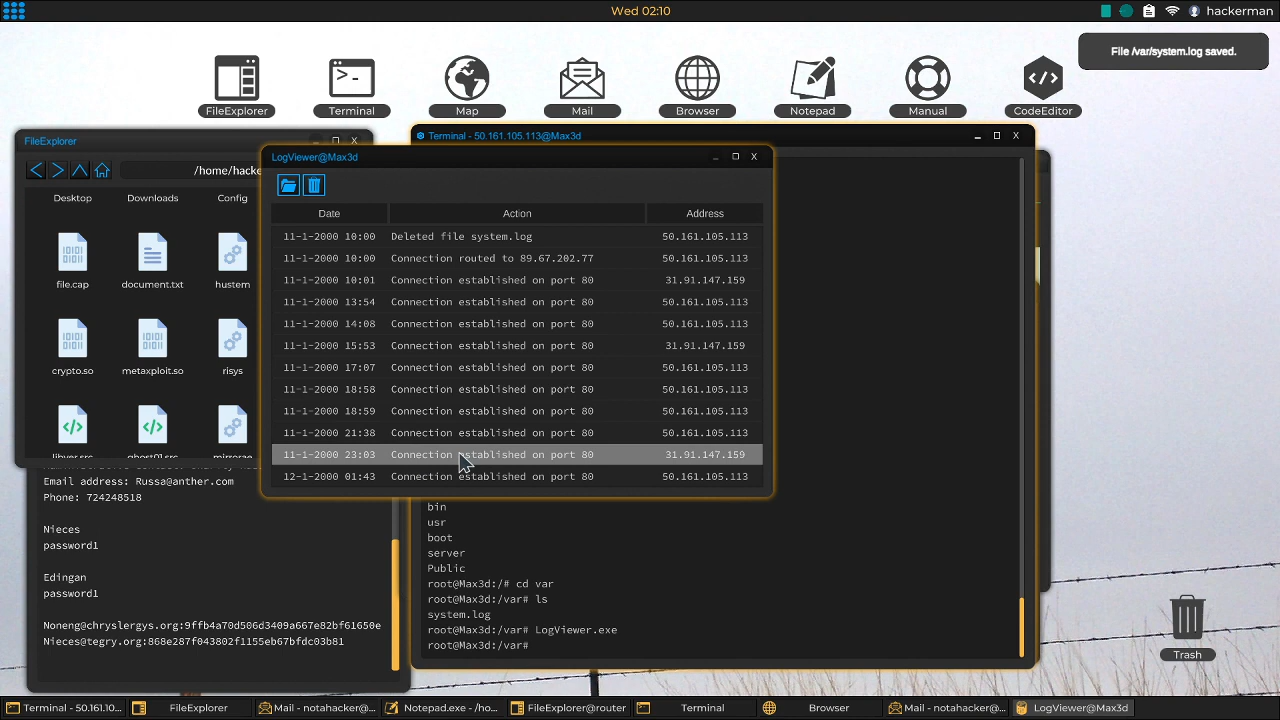 Wed 02:10
hackerman
File /var/system.log saved.
FileExplorer
Terminal
Map
Mail
Browser
Notepad
Manual
CodeEditor
FileExplorer
/home/hacke
Desktop
Downloads
Config
file.cap
document.txt
hustem
crypto.so
metaxploit.so
risys
Terminal - 50.161.105.113@Max3d
LogViewer@Max3d
Date Action Address
11-1-2000 10:00 Deleted file system.log 50.161.105.113
11-1-2000 10:00 Connection routed to 89.67.202.77 50.161.105.113
11-1-2000 10:01 Connection established on port 80 31.91.147.159
11-1-2000 13:54 Connection established on port 80 50.161.105.113
11-1-2000 14:08 Connection established on port 80 50.161.105.113
11-1-2000 15:53 Connection established on port 80 31.91.147.159
11-1-2000 17:07 Connection established on port 80 50.161.105.113
11-1-2000 18:58 Connection established on port 80 50.161.105.113
11-1-2000 18:59 Connection established on port 80 50.161.105.113
11-1-2000 21:38 Connection established on port 80 50.161.105.113
11-1-2000 23:03 Connection established on port 80 31.91.147.159
12-1-2000 01:43 Connection established on port 80 50.161.105.113
Email address: Russa@anther.com
Phone: 724248518
Nieces
password1
Edingan
password1
Noneng@chryslergys.org:9ffb4a70d506d3409a667e82bf61650e
Nieces@tegry.org:868e287f043802f1155eb67bfdc03b81
bin
usr
boot
server
Public
root@Max3d:/# cd var
root@Max3d:/var# ls
system.log
root@Max3d:/var# LogViewer.exe
root@Max3d:/var#
Trash
Terminal - 50.161.10...
FileExplorer
Mail - notahacker@...
Notepad.exe - /ho...
FileExplorer@router
Terminal
Browser
Mail - notahacker@...
LogViewer@Max3d